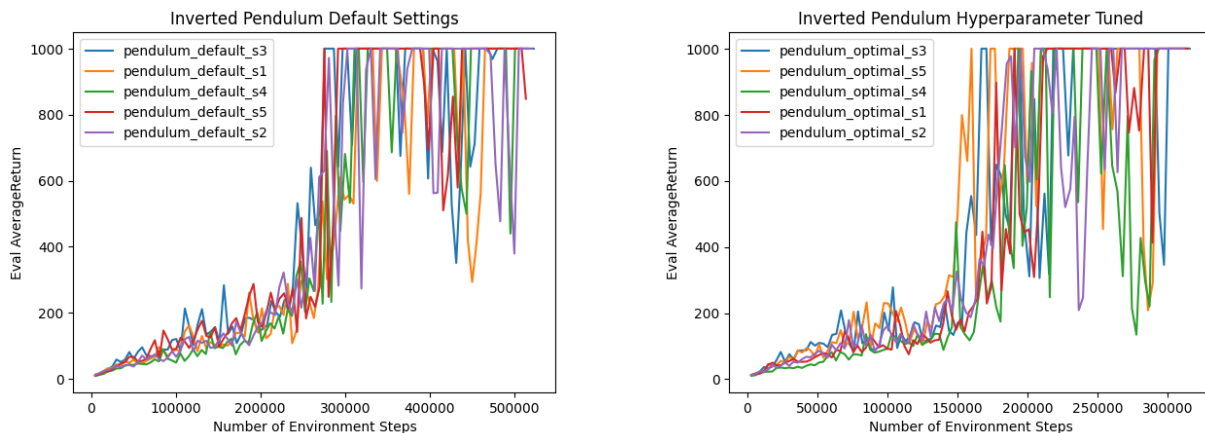 Inverted Pendulum Default Settings
Eval AverageReturn
1000
800
600
400
200
0
pendulum_default_s3
pendulum_default_s1
pendulum_default_s4
pendulum_default_s5
pendulum_default_s2
0 100000 200000 300000 400000 500000
Number of Environment Steps
Inverted Pendulum Hyperparameter Tuned
Eval AverageReturn
1000
800
600
400
200
0
pendulum_optimal_s3
pendulum_optimal_s5
pendulum_optimal_s4
pendulum_optimal_s1
pendulum_optimal_s2
0 50000 100000 150000 200000 250000 300000
Number of Environment Steps